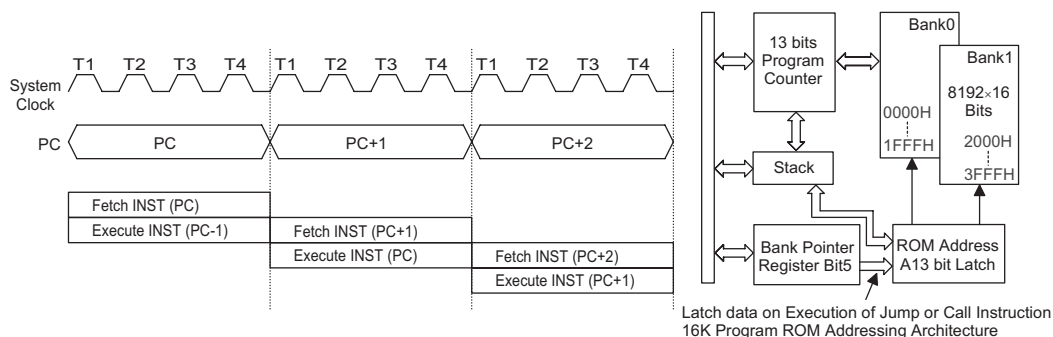 System
Clock
T1 T2 T3 T4 T1 T2 T3 T4 T1 T2 T3 T4
PC
PC PC+1 PC+2
Fetch INST (PC)
Execute INST (PC-1) Fetch INST (PC+1)
Execute INST (PC) Fetch INST (PC+2)
Execute INST (PC+1)
13 bits
Program
Counter
Stack
Bank Pointer
Register Bit5
Bank0
0000H
1FFFH
Bank1
8192×16
Bits
2000H
3FFFH
ROM Address
A13 bit Latch
Latch data on Execution of Jump or Call Instruction
16K Program ROM Addressing Architecture